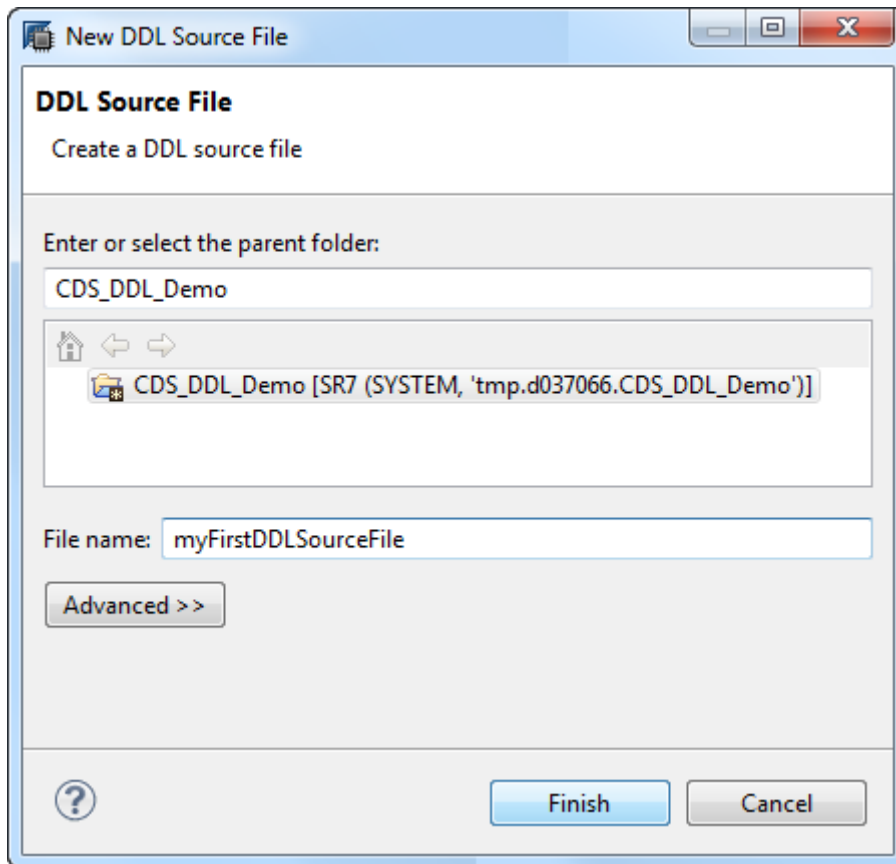 New DDL Source File
DDL Source File
Create a DDL source file
Enter or select the parent folder:
CDS_DDL_Demo
CDS_DDL_Demo [SR7 (SYSTEM, 'tmp.d037066.CDS_DDL_Demo')]
File name: myFirstDDLSourceFile
Advanced >>
? Finish Cancel